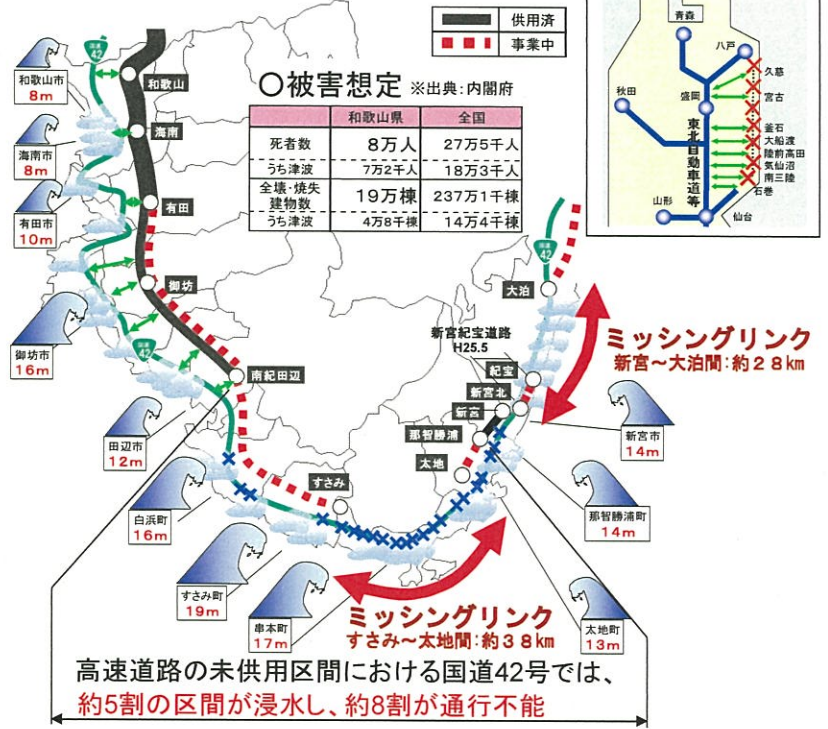 供用済
事業中
○被害想定 ※出典:内閣府
和歌山県 全国
死者数 8万人 27万5千人
うち津波 7万2千人 18万3千人
全壊・焼失
建物数 19万棟 237万1千棟
うち津波 4万8千棟 14万4千棟
青森
八戸
久慈
秋田
盛岡
宮古
釜石
大船渡
陸前高田
気仙沼
南三陸
石巻
東北自動車道等
山形
仙台
国道
42
和歌山市
8m
和歌山
海南市
8m
海南
有田市
10m
有田
御坊市
16m
御坊
国道
42
南紀田辺
田辺市
12m
白浜町
16m
すさみ
すさみ町
19m
串本町
17m
国道
42
大泊
新宮紀宝道路
H25.5
紀宝
新宮北
新宮
那智勝浦
太地
ミッシングリンク
新宮~大泊間:約28km
新宮市
14m
那智勝浦町
14m
太地町
13m
ミッシングリンク
すさみ~太地間:約38km
高速道路の未供用区間における国道42号では、
約5割の区間が浸水し、約8割が通行不能